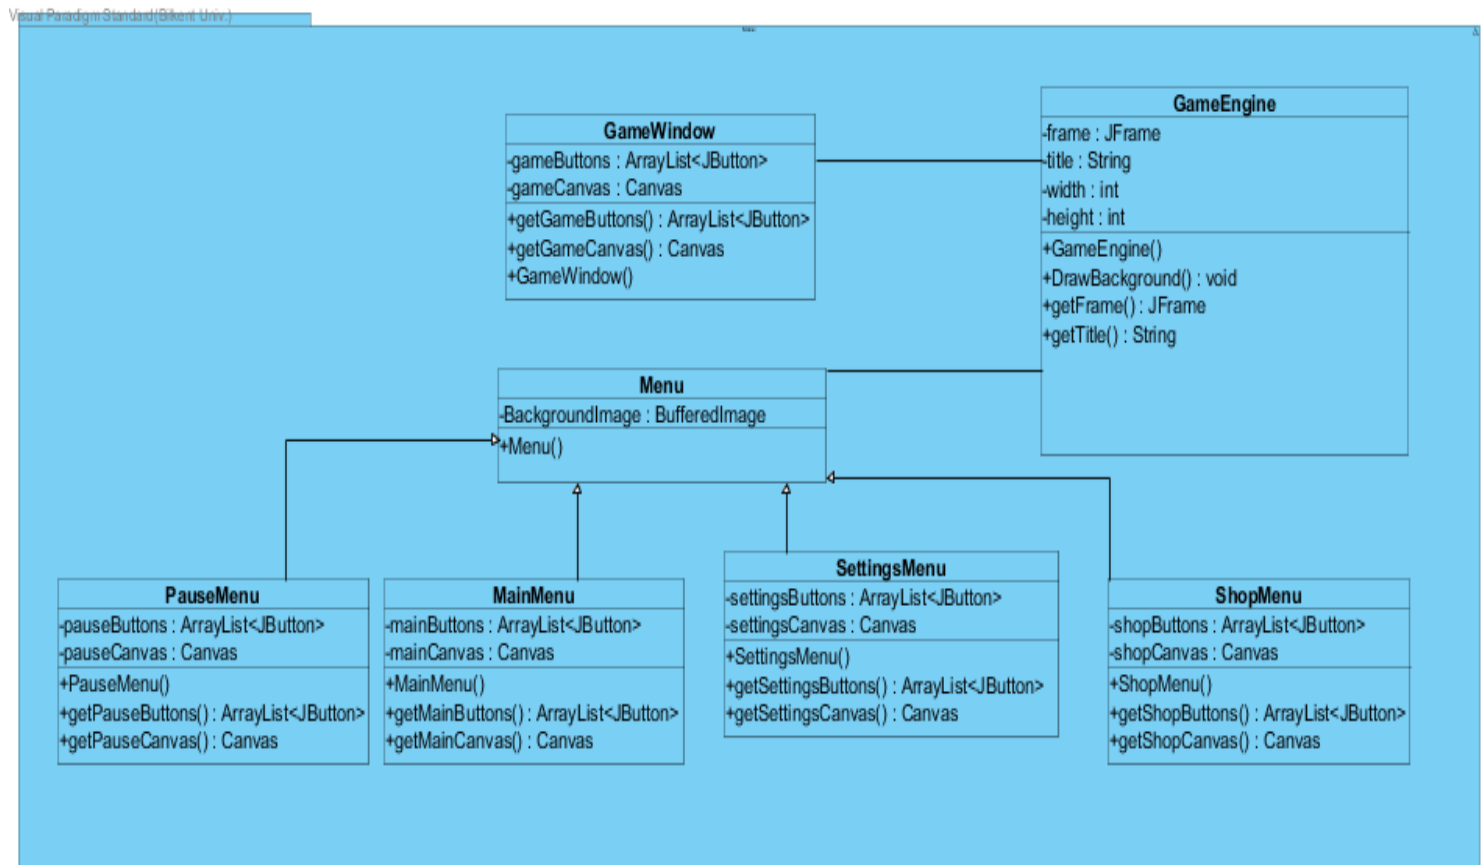 Visual Paradigm Standard(Bilkent Univ.)
GameEngine
-frame : JFrame
-title : String
-width : int
-height : int
+GameEngine()
+DrawBackground() : void
+getFrame() : JFrame
+getTitle() : String
GameWindow
-gameButtons : ArrayList<JButton>
-gameCanvas : Canvas
+getGameButtons() : ArrayList<JButton>
+getGameCanvas() : Canvas
+GameWindow()
Menu
-BackgroundImage : BufferedImage
+Menu()
PauseMenu
-pauseButtons : ArrayList<JButton>
-pauseCanvas : Canvas
+PauseMenu()
+getPauseButtons() : ArrayList<JButton>
+getPauseCanvas() : Canvas
MainMenu
-mainButtons : ArrayList<JButton>
-mainCanvas : Canvas
+MainMenu()
+getMainButtons() : ArrayList<JButton>
+getMainCanvas() : Canvas
SettingsMenu
-settingsButtons : ArrayList<JButton>
-settingsCanvas : Canvas
+SettingsMenu()
+getSettingsButtons() : ArrayList<JButton>
+getSettingsCanvas() : Canvas
ShopMenu
-shopButtons : ArrayList<JButton>
-shopCanvas : Canvas
+ShopMenu()
+getShopButtons() : ArrayList<JButton>
+getShopCanvas() : Canvas